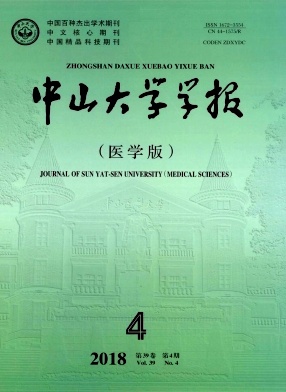 中国百种杰出学术期刊
中文核心期刊
中国精品科技期刊
ISSN 1672-3554
CN 44-1575/R
CODEN ZDXYDC
ZHONGSHAN DAXUE XUEBAO YIXUE BAN
中山大学学报
(医学版)
JOURNAL OF SUN YAT-SEN UNIVERSITY (MEDICAL SCIENCES)
4
2018 第39卷 第4期
Vol. 39 No. 4